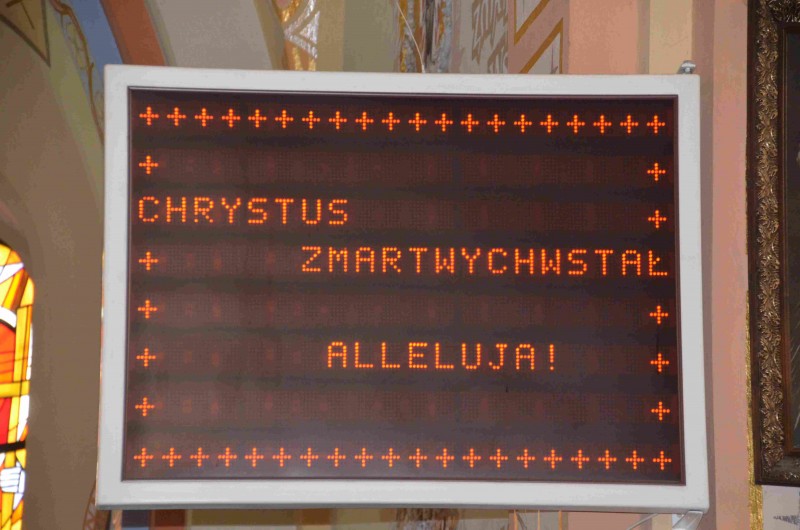 + + + + + + + + + + + + + + + + + + + +
+ +
CHRYSTUS +
+ ZMARTWYCHWSTAŁ
+ +
+ ALLELUJA! +
+ +
+ + + + + + + + + + + + + + + + + + + +